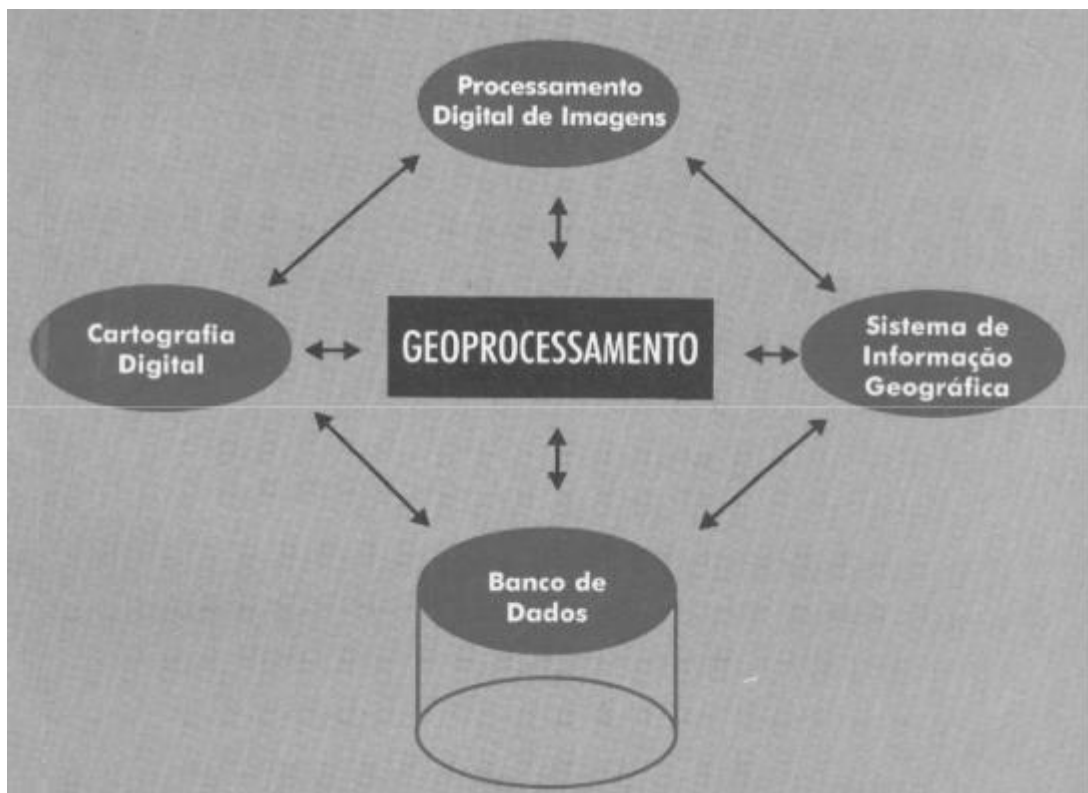 Processamento
Digital de Imagens
Cartografia
Digital
GEOPROCESSAMENTO
Sistema de
Informação
Geográfica
Banco de
Dados